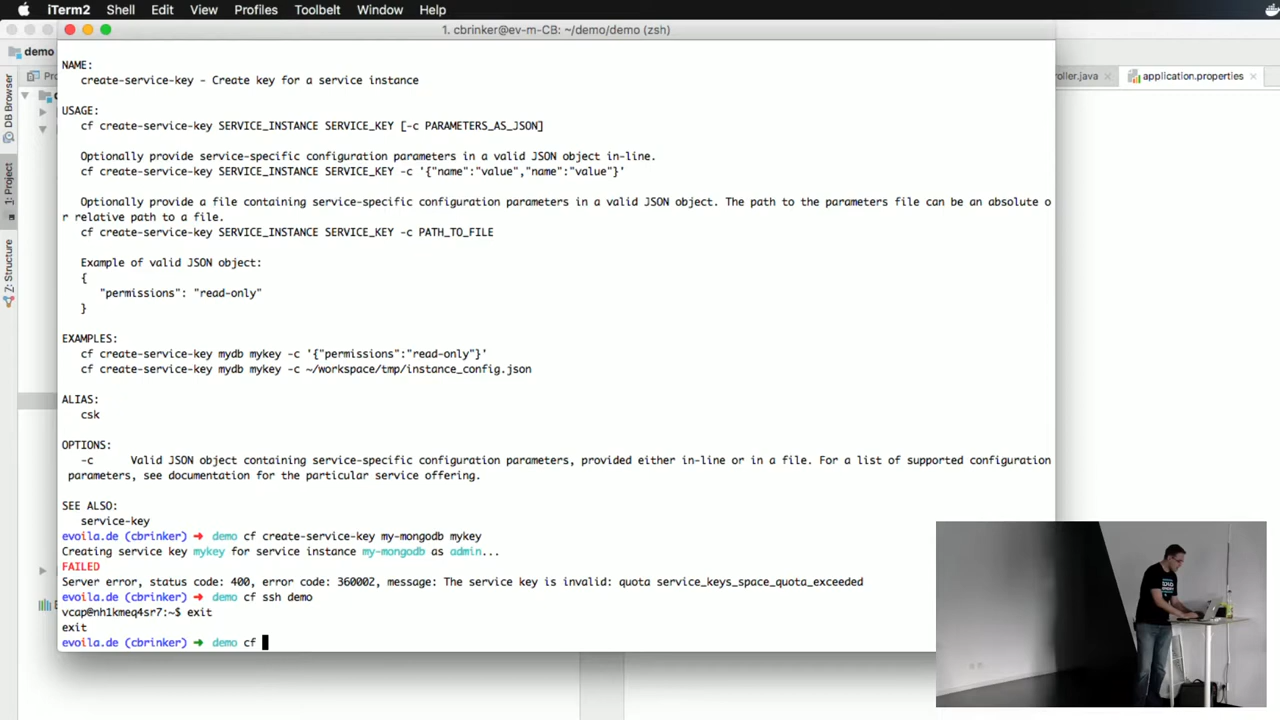 iTerm2 Shell Edit View Profiles Toolbelt Window Help
1. cbrinker@ev-m-CB: ~/demo/demo (zsh)
demo
Pro
oller.java
application.properties
DB Browser
1: Project
Z: Structure
NAME:
create-service-key - Create key for a service instance
USAGE:
cf create-service-key SERVICE_INSTANCE SERVICE_KEY [-c PARAMETERS_AS_JSON]
Optionally provide service-specific configuration parameters in a valid JSON object in-line.
cf create-service-key SERVICE_INSTANCE SERVICE_KEY -c '{"name":"value","name":"value"}'
Optionally provide a file containing service-specific configuration parameters in a valid JSON object. The path to the parameters file can be an absolute o
r relative path to a file.
cf create-service-key SERVICE_INSTANCE SERVICE_KEY -c PATH_TO_FILE
Example of valid JSON object:
{
"permissions": "read-only"
}
EXAMPLES:
cf create-service-key mydb mykey -c '{"permissions":"read-only"}'
cf create-service-key mydb mykey -c ~/workspace/tmp/instance_config.json
ALIAS:
csk
OPTIONS:
-c Valid JSON object containing service-specific configuration parameters, provided either in-line or in a file. For a list of supported configuration
parameters, see documentation for the particular service offering.
SEE ALSO:
service-key
evoila.de (cbrinker) ➜ demo cf create-service-key my-mongodb mykey
Creating service key mykey for service instance my-mongodb as admin...
FAILED
Server error, status code: 400, error code: 360002, message: The service key is invalid: quota service_keys_space_quota_exceeded
evoila.de (cbrinker) ➜ demo cf ssh demo
vcap@nh1kmeq4sr7:~$ exit
exit
evoila.de (cbrinker) ➜ demo cf